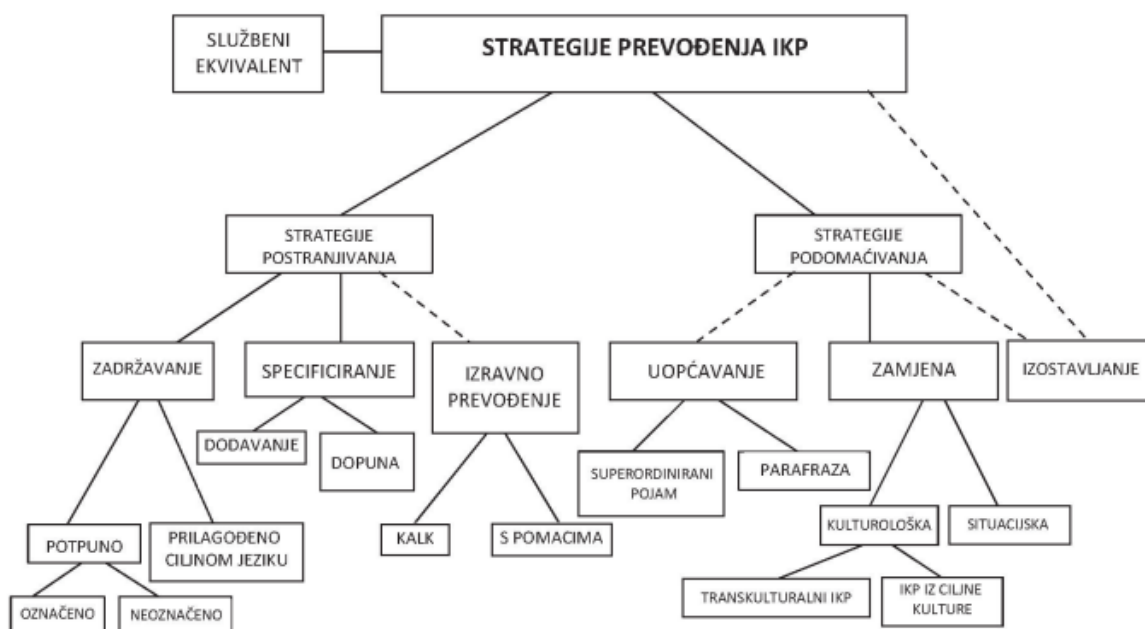 SLUŽBENI
EKVIVALENT
STRATEGIJE PREVOĐENJA IKP
STRATEGIJE
POSTRANJIVANJA
STRATEGIJE
PODOMAĆIVANJA
ZADRŽAVANJE
SPECIFICIRANJE
IZRAVNO
PREVOĐENJE
UOPĆAVANJE
ZAMJENA
IZOSTAVLJANJE
DODAVANJE
DOPUNA
SUPERORDINIRANI
POJAM
PARAFRAZA
POTPUNO
PRILAGOĐENO
CILJNOM JEZIKU
KALK
S POMACIMA
KULTUROLOŠKA
SITUACIJSKA
OZNAČENO
NEOZNAČENO
TRANSKULTURALNI IKP
IKP IZ CILJNE
KULTURE